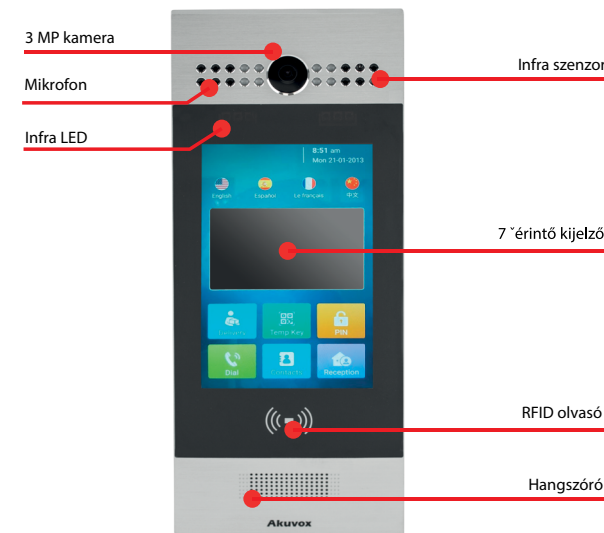 3 MP kamera
Infra szenzor
Mikrofon
Infra LED
8:51 am
Mon 21-01-2013
English Español Le français 中文
7 ˇérintő kijelző
Temp Key PIN
Dial Contacts Reception
RFID olvasó
Hangszóró
Akuvox